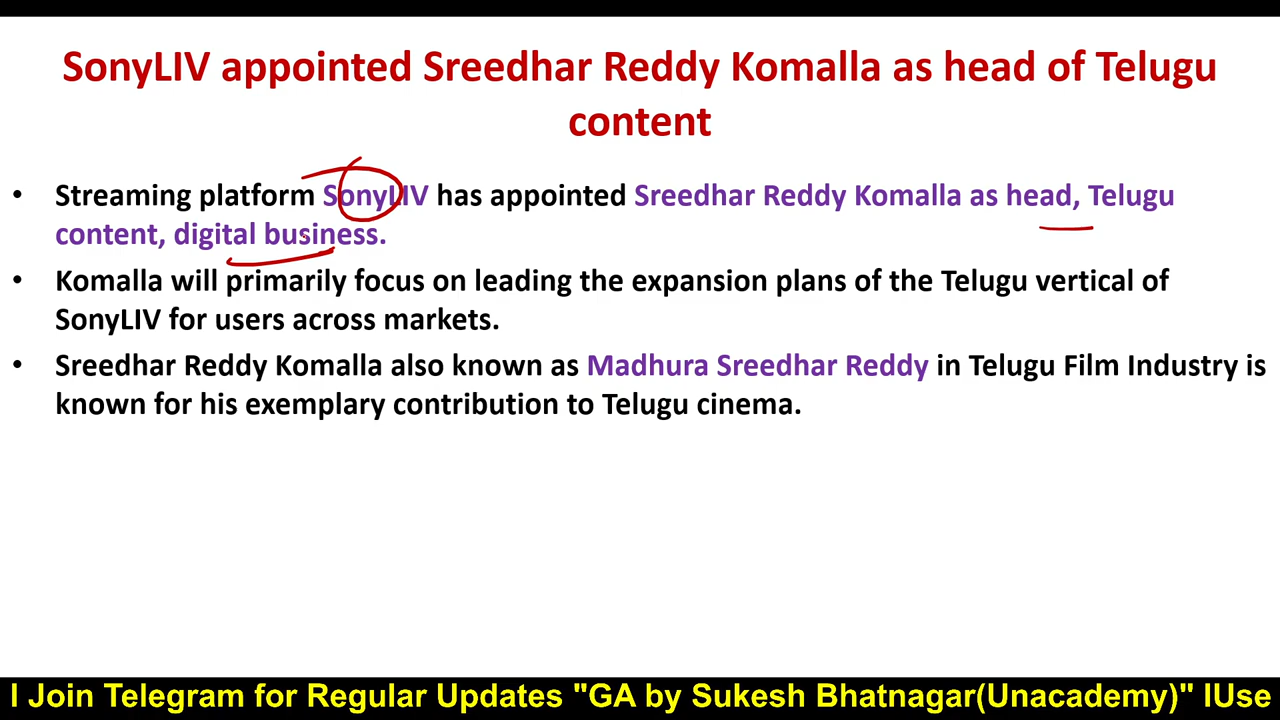 SonyLIV appointed Sreedhar Reddy Komalla as head of Telugu
content
• Streaming platform SonyLIV has appointed Sreedhar Reddy Komalla as head, Telugu
content, digital business.
• Komalla will primarily focus on leading the expansion plans of the Telugu vertical of
SonyLIV for users across markets.
• Sreedhar Reddy Komalla also known as Madhura Sreedhar Reddy in Telugu Film Industry is
known for his exemplary contribution to Telugu cinema.
I Join Telegram for Regular Updates "GA by Sukesh Bhatnagar(Unacademy)" IUse